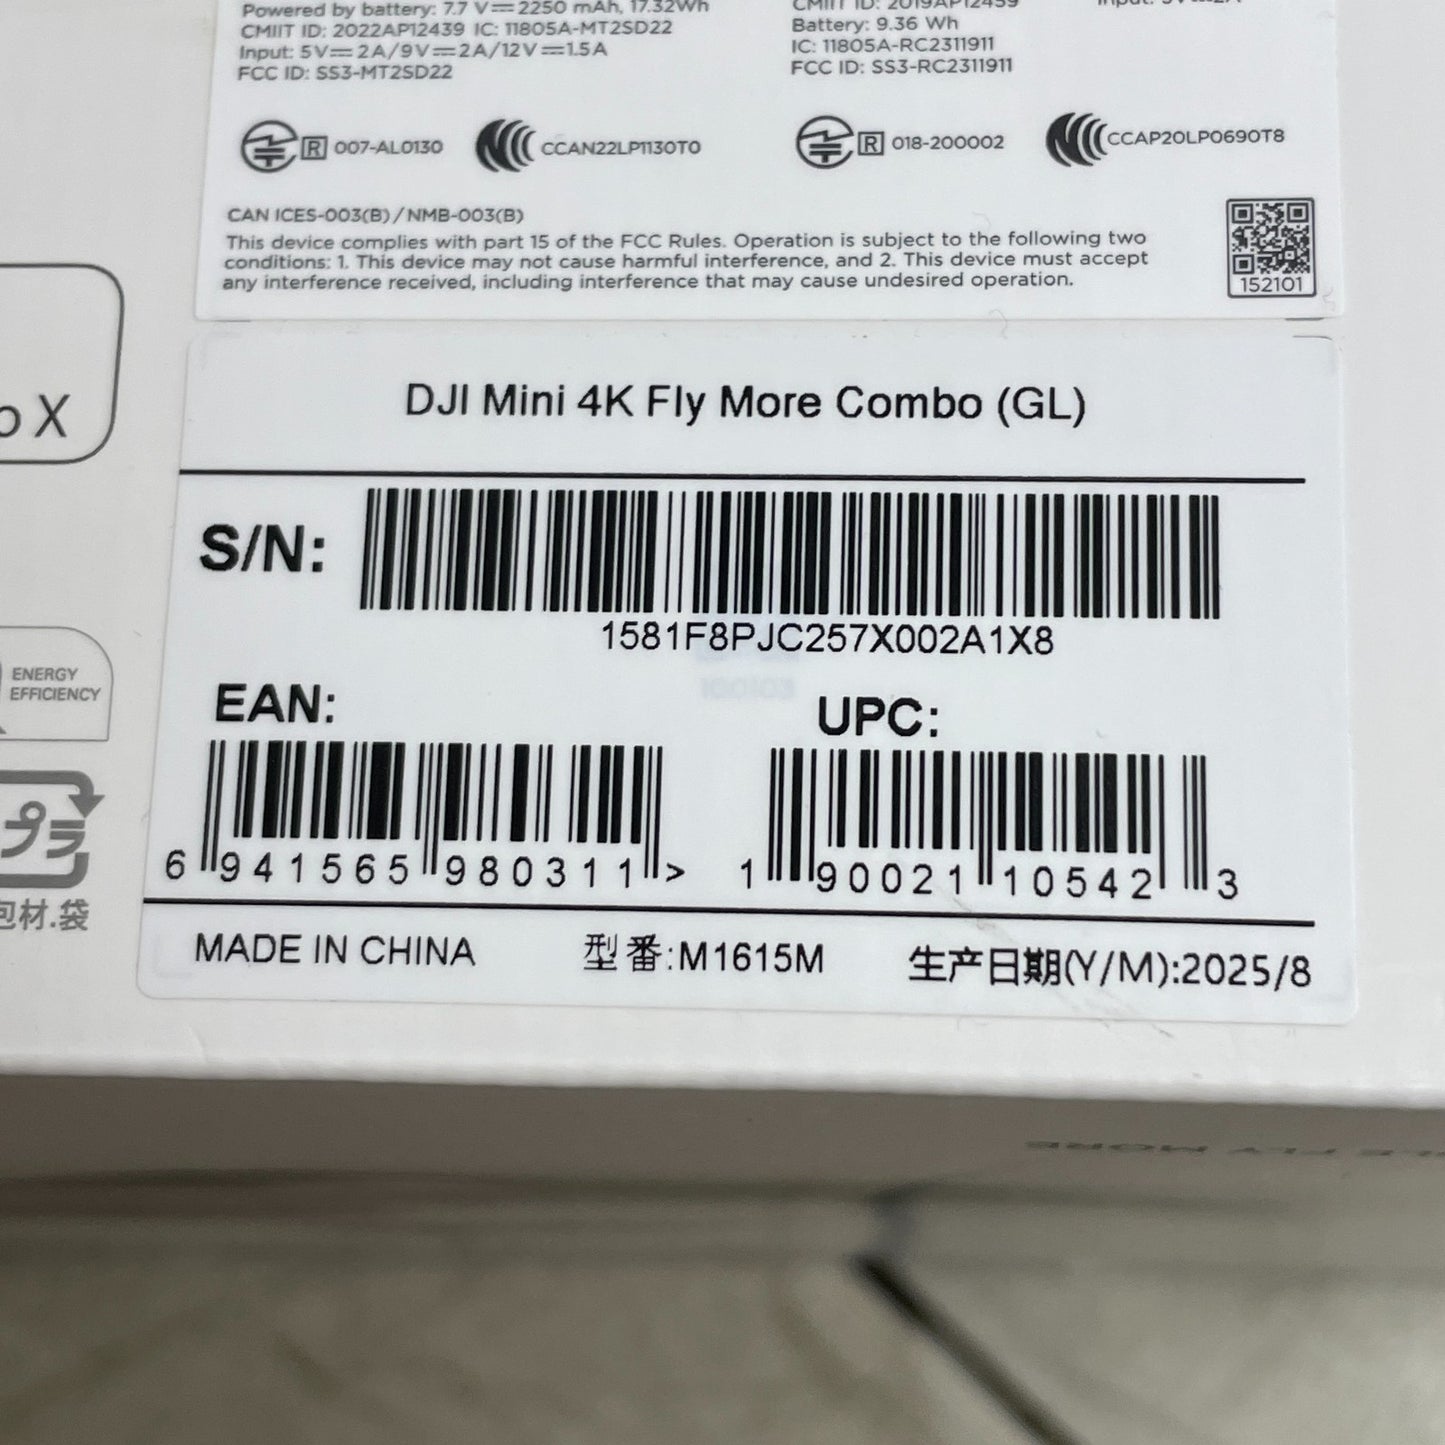 Powered by battery: 7.7 V⎓2250 mAh, 17.32Wh
CMIIT ID: 2022AP12439 IC: 11805A-MT2SD22
Input: 5V⎓2A/9V⎓2A/12V⎓1.5A
FCC ID: SS3-MT2SD22
CMIIT ID: 2019AP12459
Battery: 9.36 Wh
IC: 11805A-RC2311911
FCC ID: SS3-RC2311911
R 007-AL0130 CCAN22LP1130T0
R 018-200002 CCAP20LP0690T8
CAN ICES-003(B)/NMB-003(B)
This device complies with part 15 of the FCC Rules. Operation is subject to the following two
conditions: 1. This device may not cause harmful interference, and 2. This device must accept
any interference received, including interference that may cause undesired operation.
152101
X
DJI Mini 4K Fly More Combo (GL)
S/N:
1581F8PJC257X002A1X8
ENERGY
EFFICIENCY
EAN:
6 941565 980311 >
UPC:
1 90021 10542 3
プラ
包材.袋
MADE IN CHINA 型番:M1615M 生产日期(Y/M):2025/8
FLY MORE